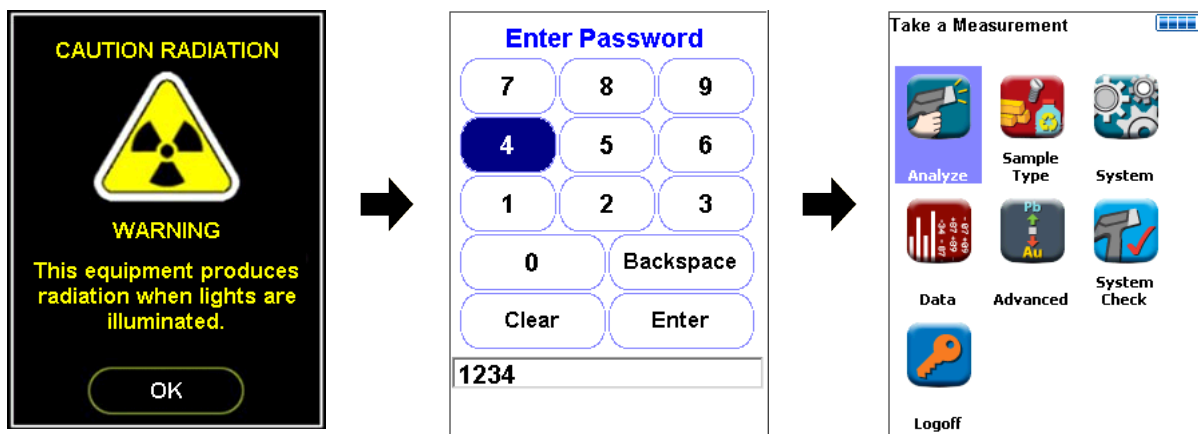 CAUTION RADIATION
WARNING
This equipment produces
radiation when lights are
illuminated.
OK
Enter Password
7 8 9
4 5 6
1 2 3
0 Backspace
Clear Enter
1234
Take a Measurement
Analyze
Sample
Type
System
Pb
Au
Data
Advanced
System
Check
Logoff